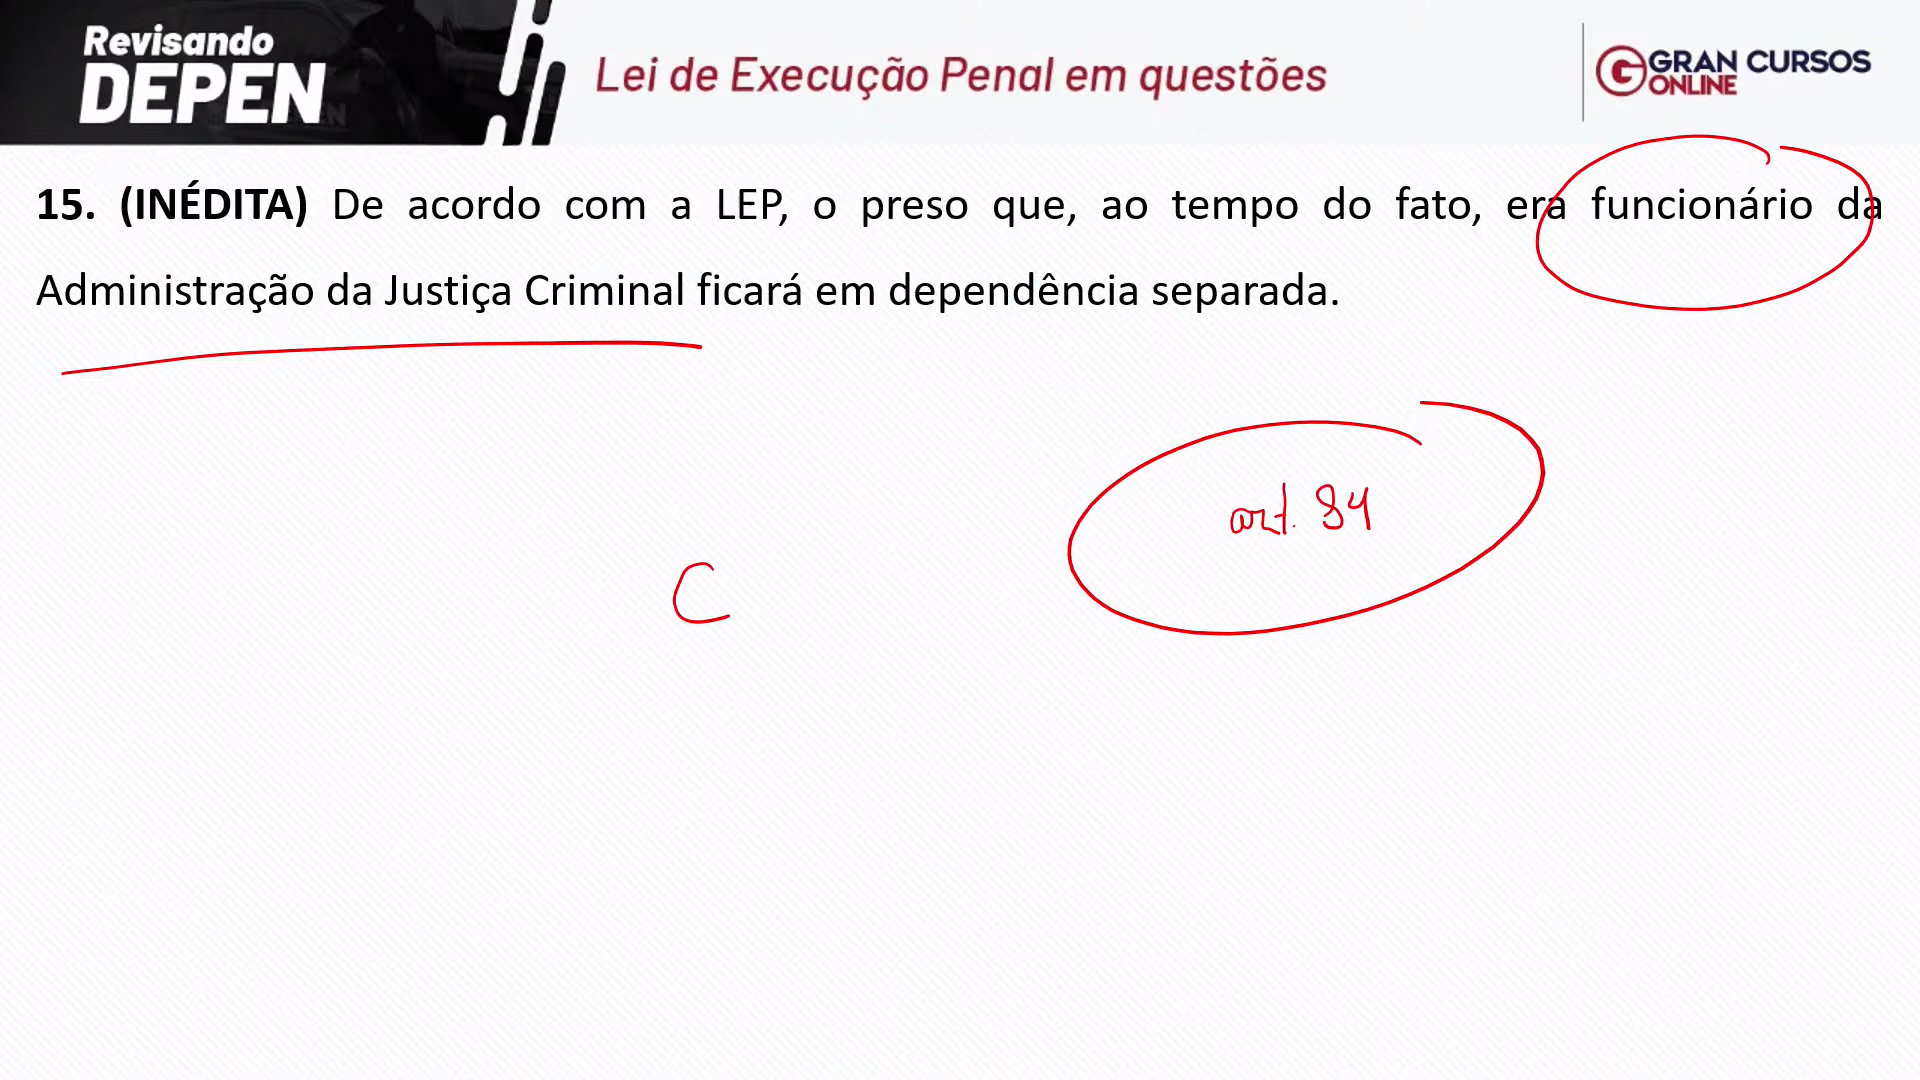 Revisando
DEPEN
Lei de Execução Penal em questões
GRAN CURSOS
ONLINE
15. (INÉDITA) De acordo com a LEP, o preso que, ao tempo do fato, era funcionário da
Administração da Justiça Criminal ficará em dependência separada.
art. 84
C